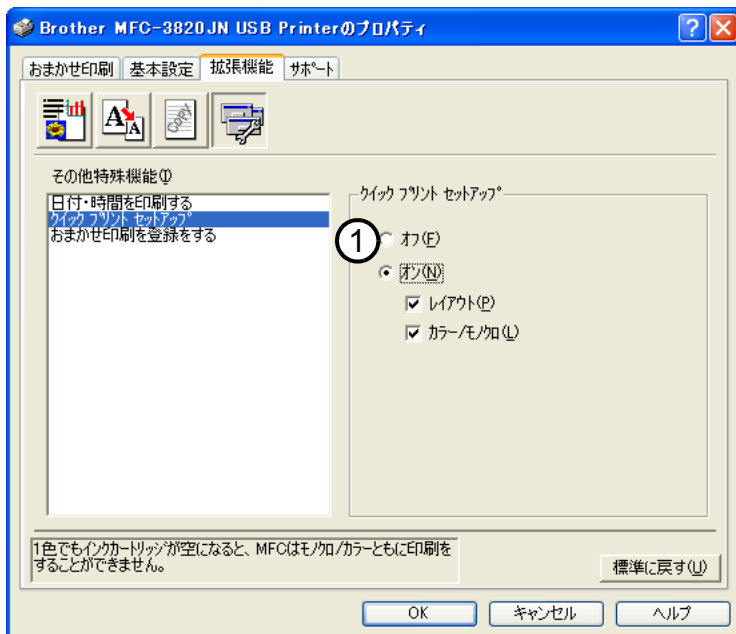 Brother MFC-3820JN USB Printerのプロパティ
おまかせ印刷 基本設定 拡張機能 サポート
その他特殊機能(I)
日付・時間を印刷する
クイック プリント セットアップ
おまかせ印刷を登録をする
クイック プリント セットアップ
1
オフ(F)
オン(N)
レイアウト(P)
カラー/モノクロ(L)
1色でもインクカートリッジが空になると、MFCはモノクロ/カラーともに印刷を
することができません。
標準に戻す(U)
OK キャンセル ヘルプ